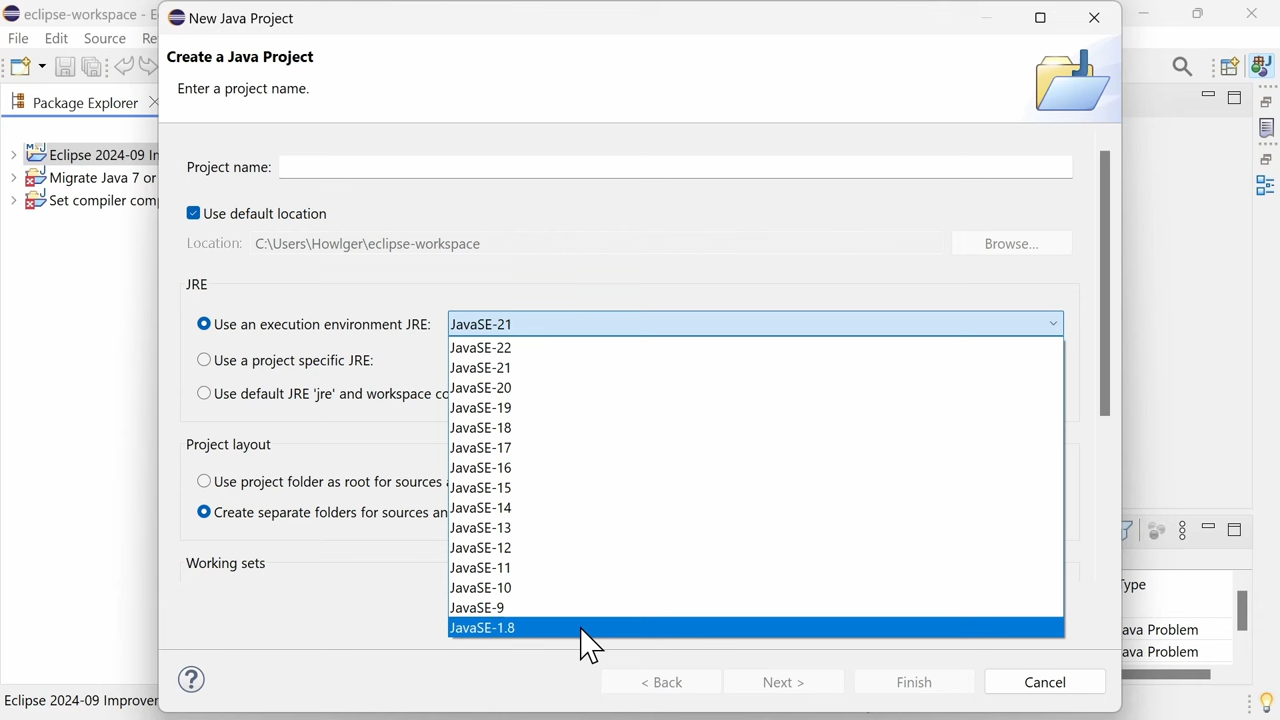 eclipse-workspace - E
New Java Project
File Edit Source Re
Create a Java Project
Enter a project name.
Package Explorer
Project name:
Eclipse 2024-09 I
Migrate Java 7 or
Set compiler com
Use default location
Location: C:\Users\Howlger\eclipse-workspace Browse...
JRE
Use an execution environment JRE: JavaSE-21
JavaSE-22
Use a project specific JRE:
JavaSE-21
JavaSE-20
Use default JRE 'jre' and workspace co
JavaSE-19
JavaSE-18
Project layout
JavaSE-17
JavaSE-16
Use project folder as root for sources a
JavaSE-15
JavaSE-14
Create separate folders for sources an
JavaSE-13
JavaSE-12
Working sets
JavaSE-11
JavaSE-10
JavaSE-9
JavaSE-1.8
ype
ava Problem
ava Problem
< Back Next > Finish Cancel
Eclipse 2024-09 Improver